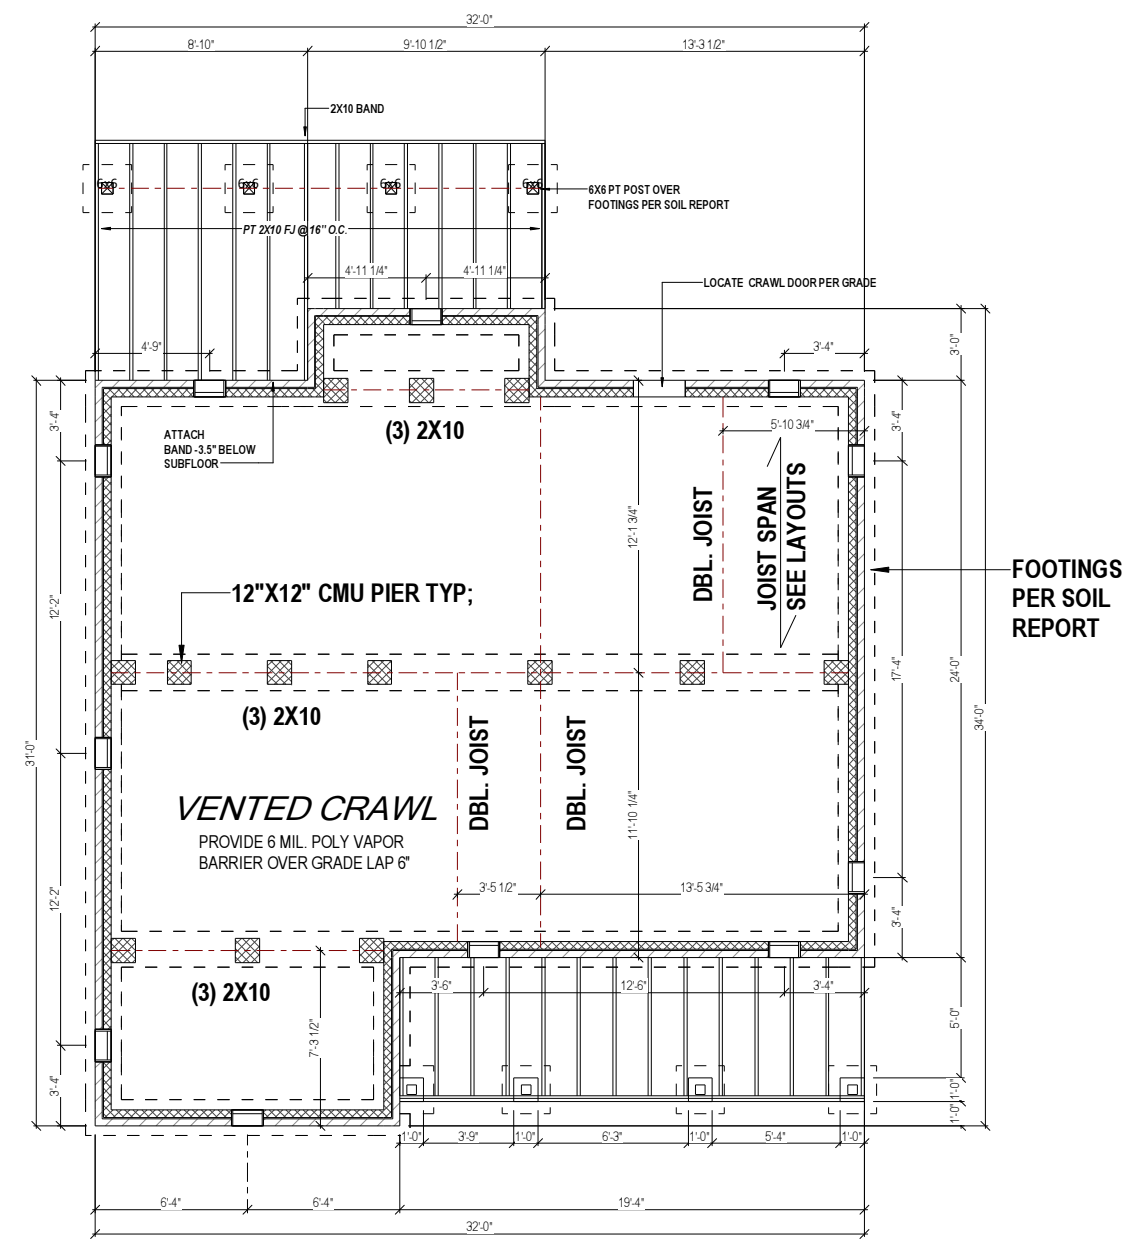 32'-0"
8'-10"
9'-10 1/2"
13'-3 1/2"
2X10 BAND
6x6
6x6
6x6
6x6
6X6 PT POST OVER
FOOTINGS PER SOIL REPORT
PT 2X10 FJ @ 16" O.C.
4'-11 1/4"
4'-11 1/4"
LOCATE CRAWL DOOR PER GRADE
4'-9"
3'-4"
3'-0"
3'-4"
3'-4"
(3) 2X10
5'-10 3/4"
ATTACH
BAND -3.5" BELOW
SUBFLOOR
12'-1 3/4"
DBL. JOIST
JOIST SPAN
SEE LAYOUTS
FOOTINGS
PER SOIL
REPORT
12"X12" CMU PIER TYP;
12'-2"
17'-4"
24'-0"
34'-0"
31'-0"
(3) 2X10
DBL. JOIST
DBL. JOIST
11'-10 1/4"
VENTED CRAWL
PROVIDE 6 MIL. POLY VAPOR
BARRIER OVER GRADE LAP 6"
3'-5 1/2"
13'-5 3/4"
12'-2"
3'-4"
(3) 2X10
3'-6"
12'-6"
3'-4"
5'-0"
7'-3 1/2"
3'-4"
1'-0"
1'-0"
1'-0"
3'-9"
1'-0"
6'-3"
1'-0"
5'-4"
1'-0"
6'-4"
6'-4"
19'-4"
32'-0"